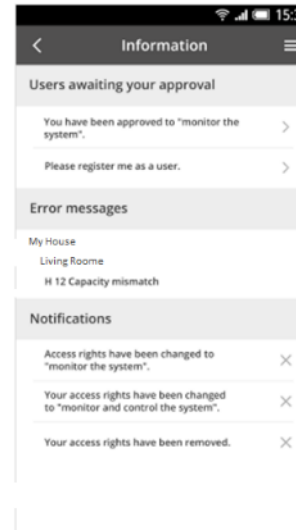 Information
Users awaiting your approval
You have been approved to "monitor the
system".
Please register me as a user.
Error messages
My House
Living Roome
H 12 Capacity mismatch
Notifications
Access rights have been changed to
"monitor the system".
Your access rights have been changed
to "monitor and control the system".
Your access rights have been removed.